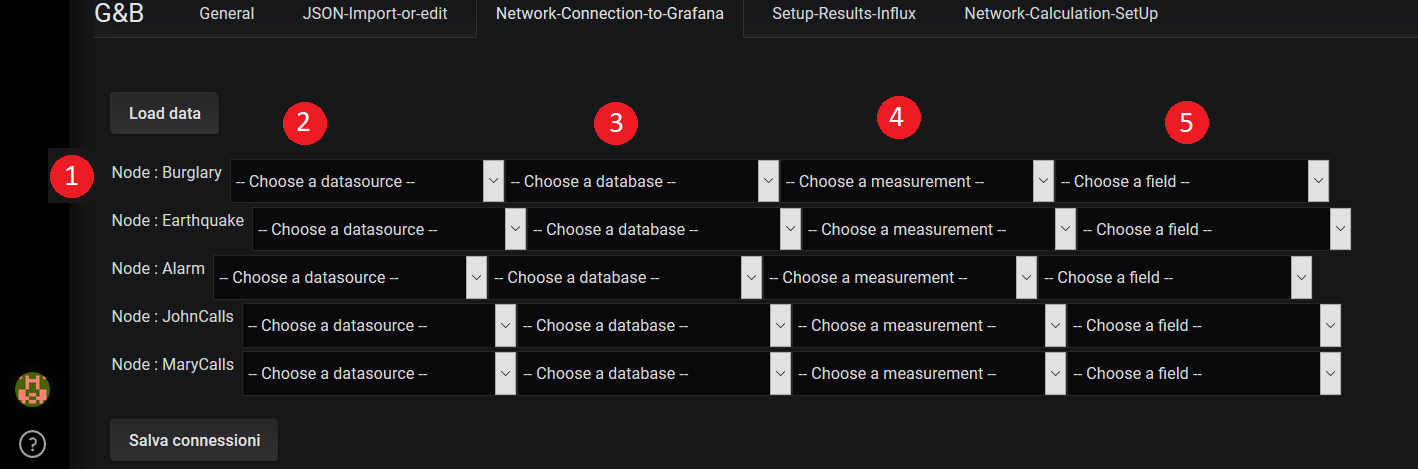 G&B General JSON-Import-or-edit Network-Connection-to-Grafana Setup-Results-Influx Network-Calculation-SetUp
Load data
2 3 4 5
1 Node : Burglary -- Choose a datasource -- -- Choose a database -- -- Choose a measurement -- -- Choose a field --
Node : Earthquake -- Choose a datasource -- -- Choose a database -- -- Choose a measurement -- -- Choose a field --
Node : Alarm -- Choose a datasource -- -- Choose a database -- -- Choose a measurement -- -- Choose a field --
Node : JohnCalls -- Choose a datasource -- -- Choose a database -- -- Choose a measurement -- -- Choose a field --
Node : MaryCalls -- Choose a datasource -- -- Choose a database -- -- Choose a measurement -- -- Choose a field --
Salva connessioni
?